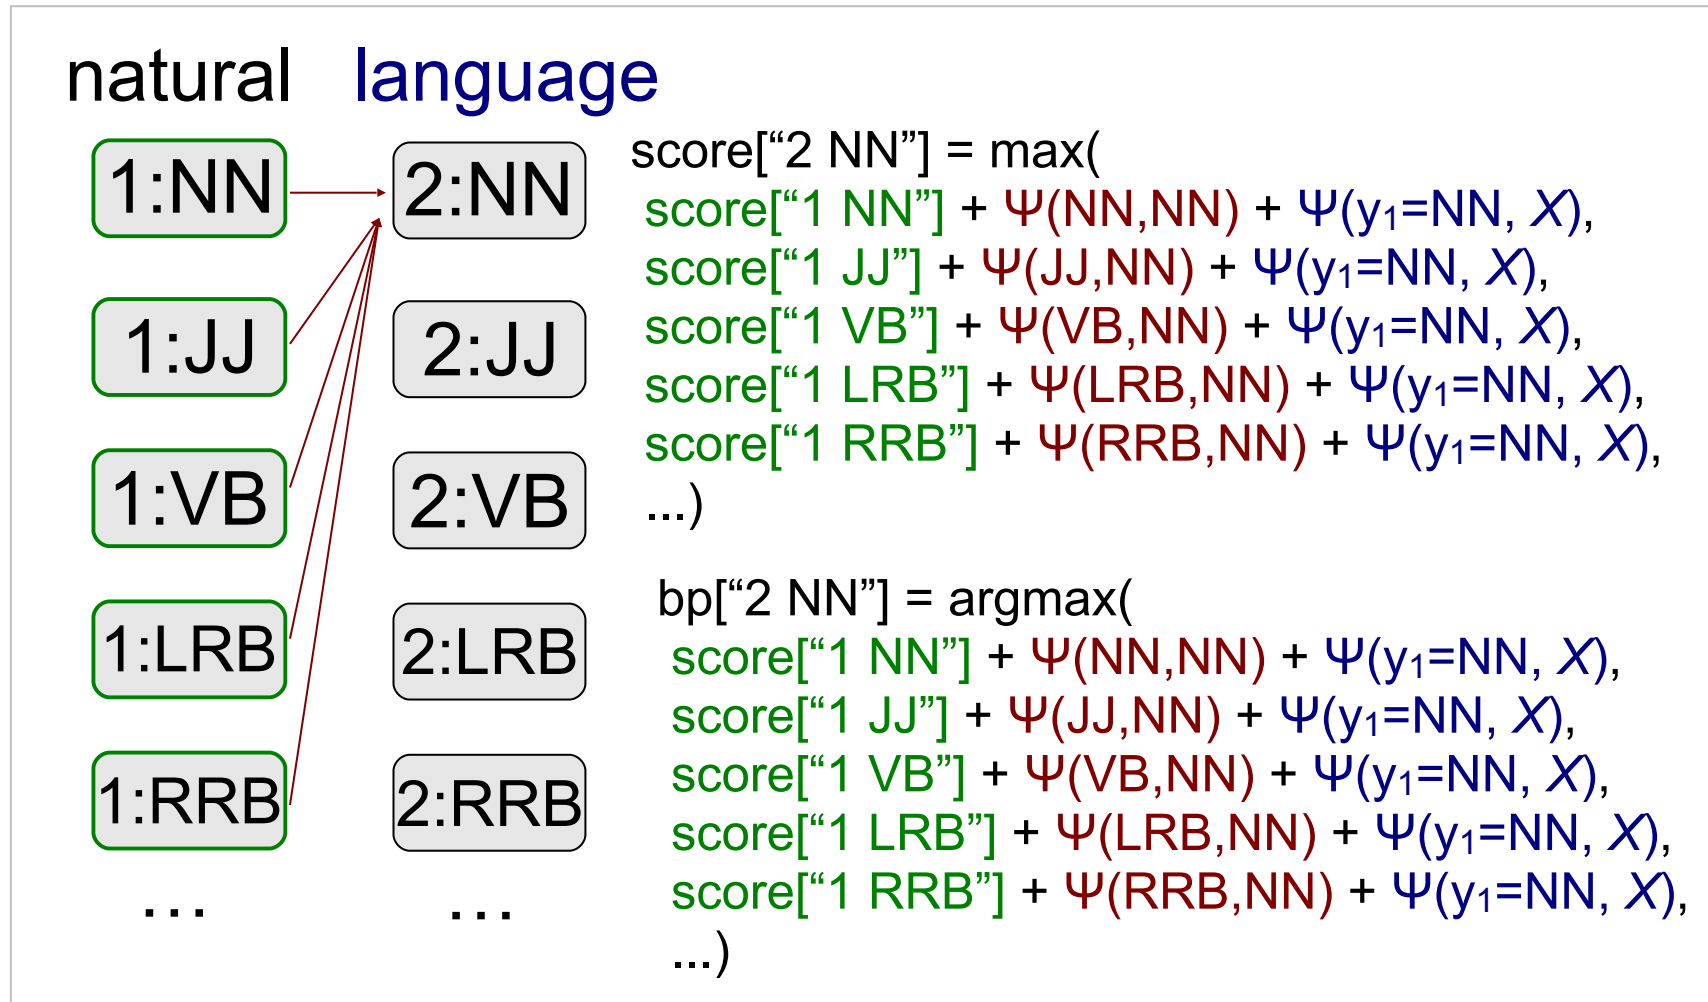 natural language
1:NN 2:NN
1:JJ 2:JJ
1:VB 2:VB
1:LRB 2:LRB
1:RRB 2:RRB
… …
score[“2 NN”] = max(
score[“1 NN”] + Ψ(NN,NN) + Ψ(y₁=NN, X),
score[“1 JJ”] + Ψ(JJ,NN) + Ψ(y₁=NN, X),
score[“1 VB”] + Ψ(VB,NN) + Ψ(y₁=NN, X),
score[“1 LRB”] + Ψ(LRB,NN) + Ψ(y₁=NN, X),
score[“1 RRB”] + Ψ(RRB,NN) + Ψ(y₁=NN, X),
...)
bp[“2 NN”] = argmax(
score[“1 NN”] + Ψ(NN,NN) + Ψ(y₁=NN, X),
score[“1 JJ”] + Ψ(JJ,NN) + Ψ(y₁=NN, X),
score[“1 VB”] + Ψ(VB,NN) + Ψ(y₁=NN, X),
score[“1 LRB”] + Ψ(LRB,NN) + Ψ(y₁=NN, X),
score[“1 RRB”] + Ψ(RRB,NN) + Ψ(y₁=NN, X),
...)